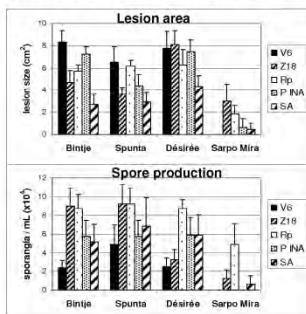 Lesion area
lesion size (cm²)
10
8
6
4
2
0
Bintje Spunta Désirée Sarpo Mira
V6
Z18
Rp
P INA
SA
Spore production
sporangia / mL (x10⁴)
12
10
8
6
4
2
0
Bintje Spunta Désirée Sarpo Mira
V6
Z18
Rp
P INA
SA